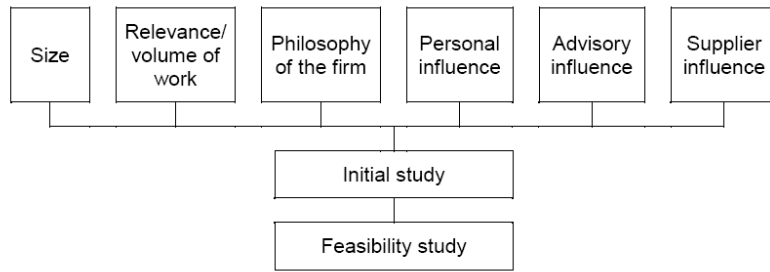 Size
Relevance/
volume of
work
Philosophy
of the firm
Personal
influence
Advisory
influence
Supplier
influence
Initial study
Feasibility study